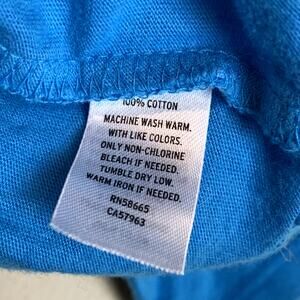 100% COTTON
MACHINE WASH WARM.
WITH LIKE COLORS.
ONLY NON-CHLORINE
BLEACH IF NEEDED.
TUMBLE DRY LOW.
WARM IRON IF NEEDED.
RN58665
CA57963